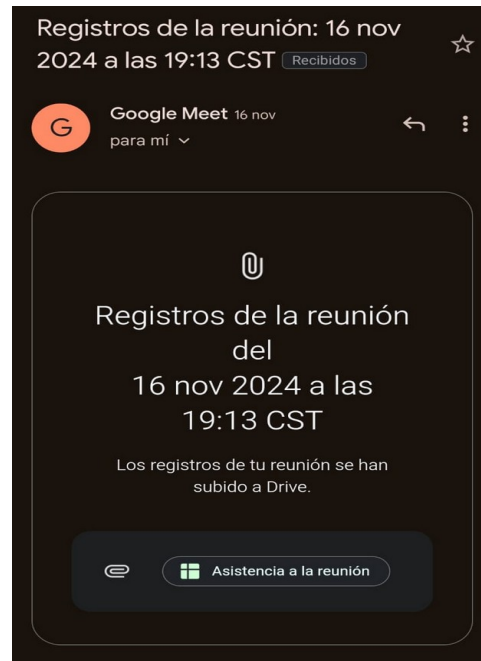 Registros de la reunión: 16 nov
2024 a las 19:13 CST Recibidos
G
Google Meet 16 nov
para mí
Registros de la reunión
del
16 nov 2024 a las
19:13 CST
Los registros de tu reunión se han
subido a Drive.
Asistencia a la reunión